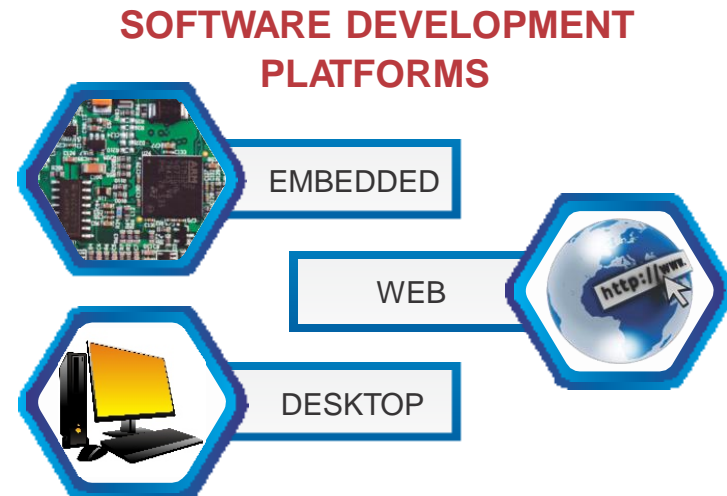 SOFTWARE DEVELOPMENT
PLATFORMS
EMBEDDED
WEB
http://www.
DESKTOP